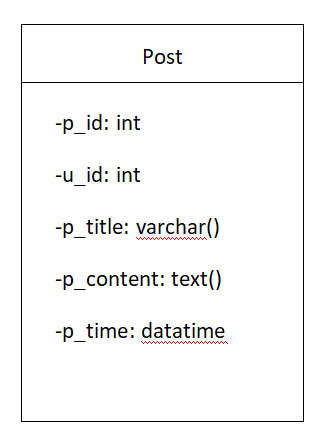 Post
-p_id: int
-u_id: int
-p_title: varchar()
-p_content: text()
-p_time: datatime